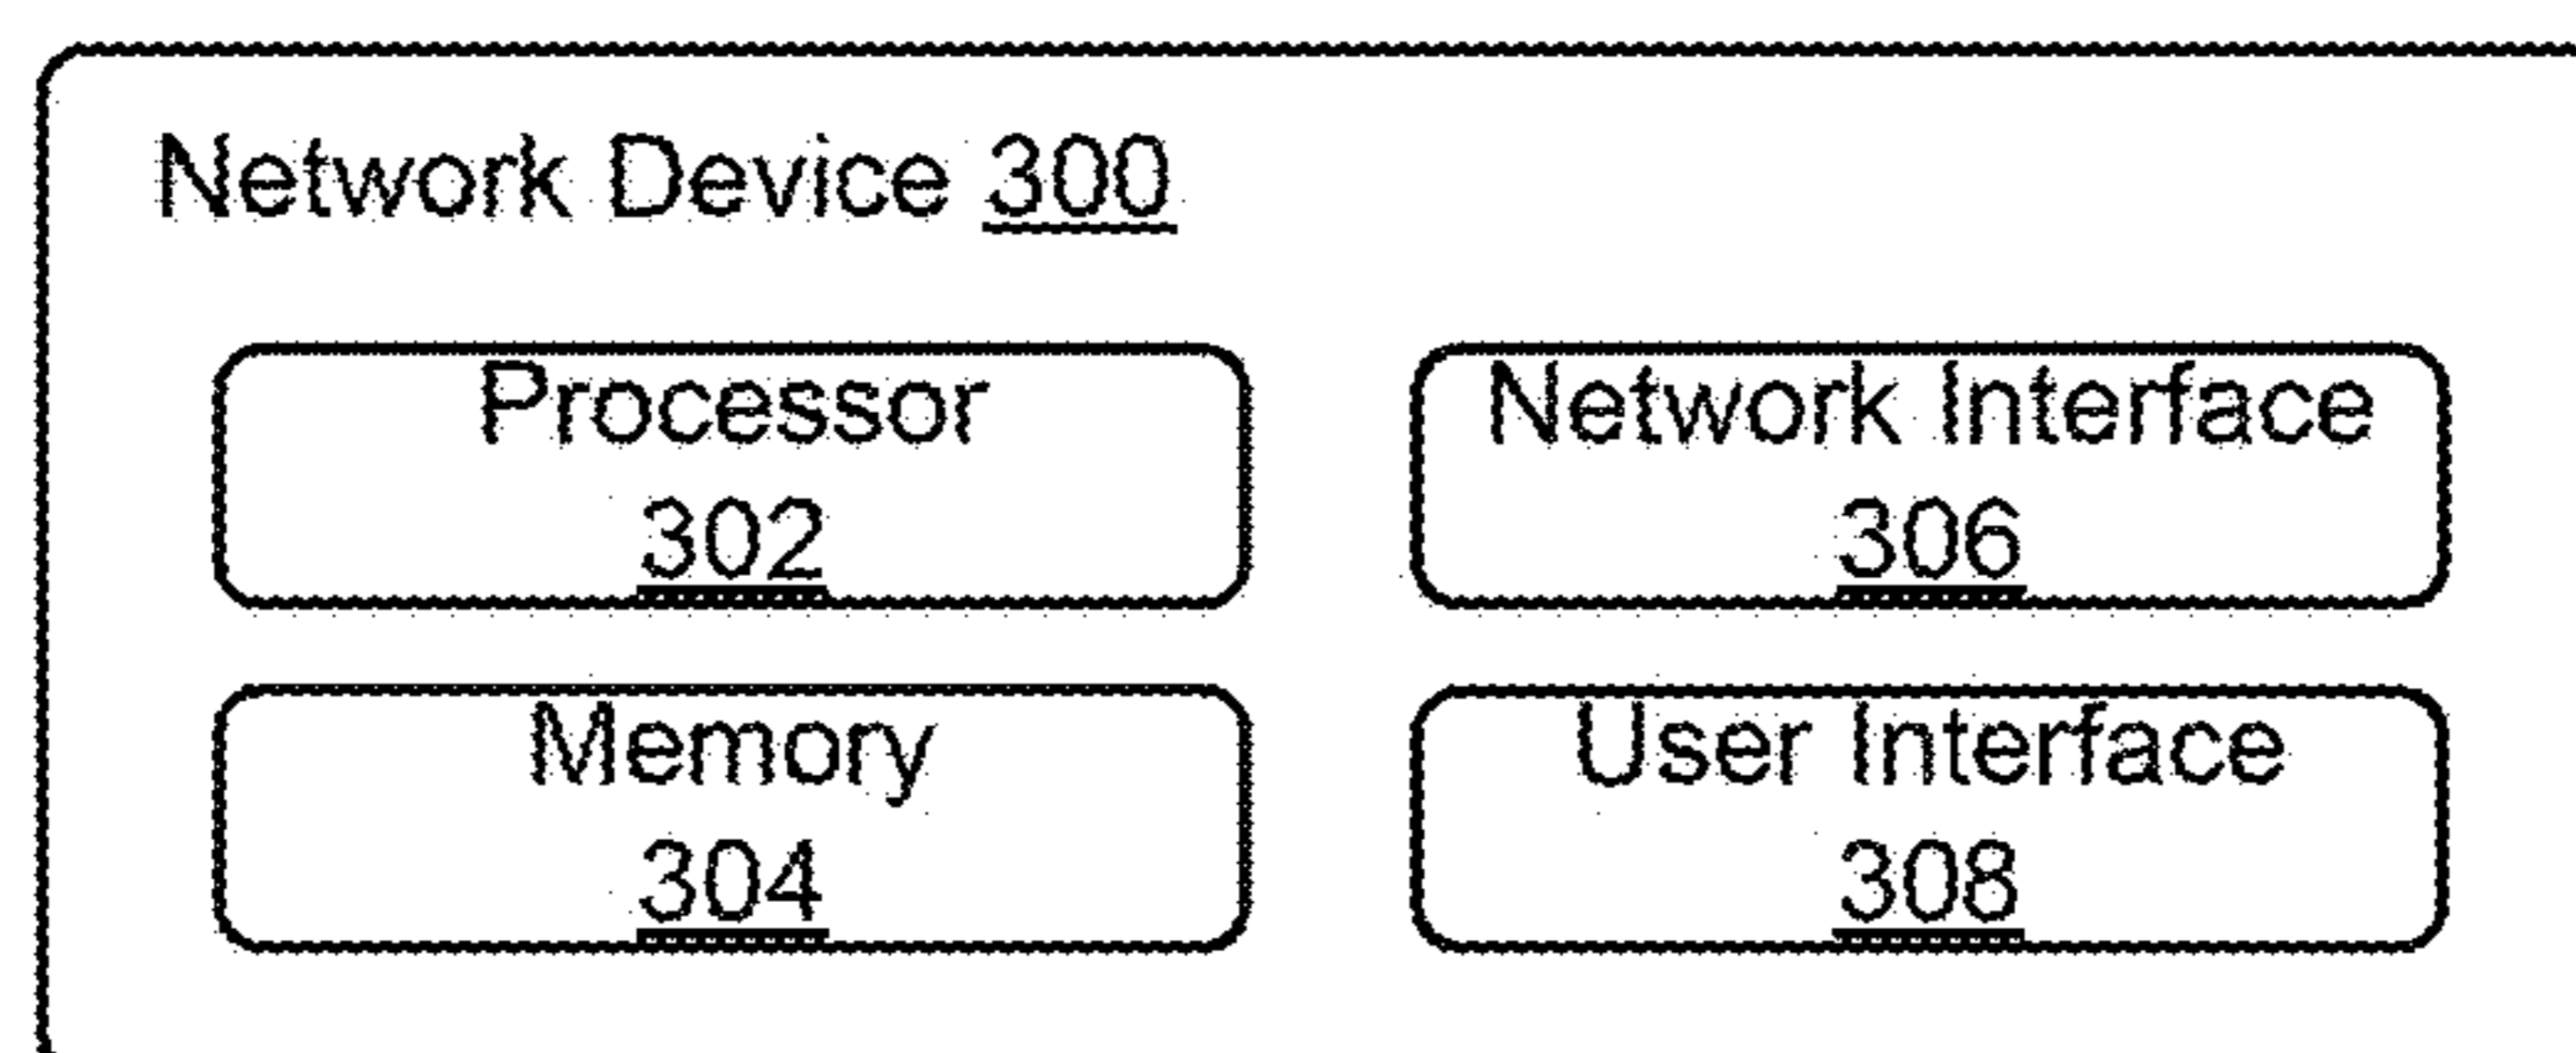 Network Device 300
Processor
302
Network Interface
306
Memory
304
User Interface
308